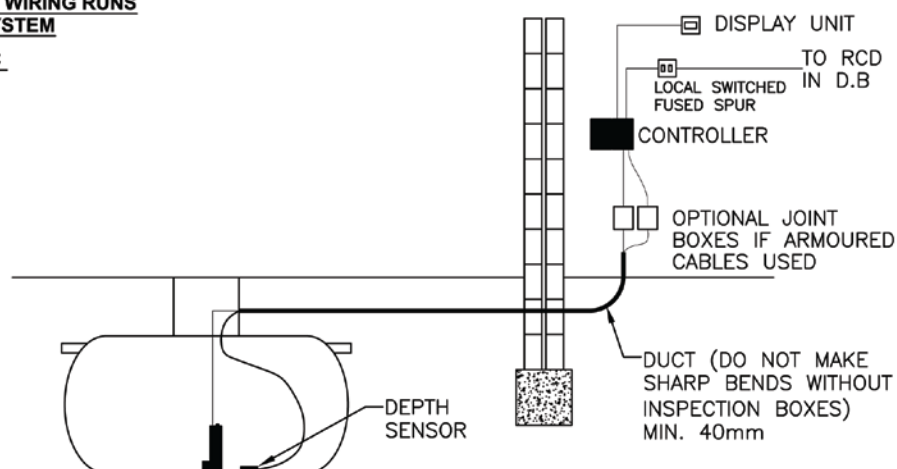 WIRING RUNS
DISPLAY UNIT
TO RCD
IN D.B
LOCAL SWITCHED
FUSED SPUR
CONTROLLER
OPTIONAL JOINT
BOXES IF ARMOURED
CABLES USED
DUCT (DO NOT MAKE
SHARP BENDS WITHOUT
INSPECTION BOXES)
MIN. 40mm
DEPTH
SENSOR